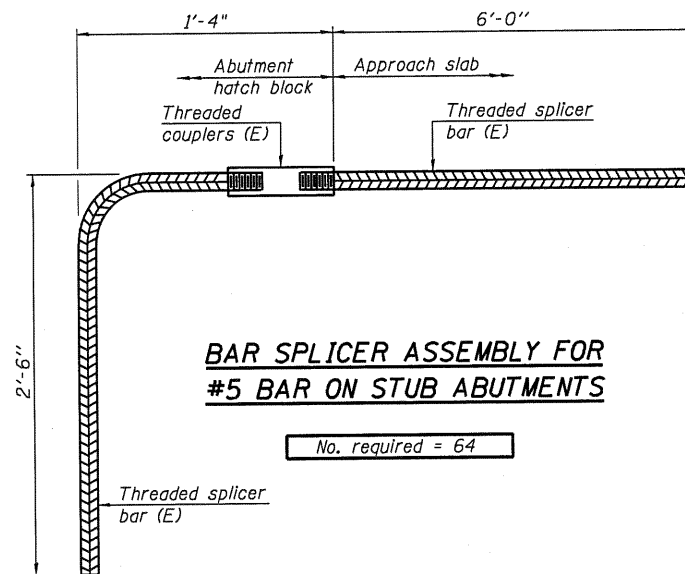 1'-4"
6'-0"
Abutment
hatch block
Approach slab
Threaded
couplers (E)
Threaded splicer
bar (E)
2'-6"
BAR SPLICER ASSEMBLY FOR
#5 BAR ON STUB ABUTMENTS
No. required = 64
Threaded splicer
bar (E)